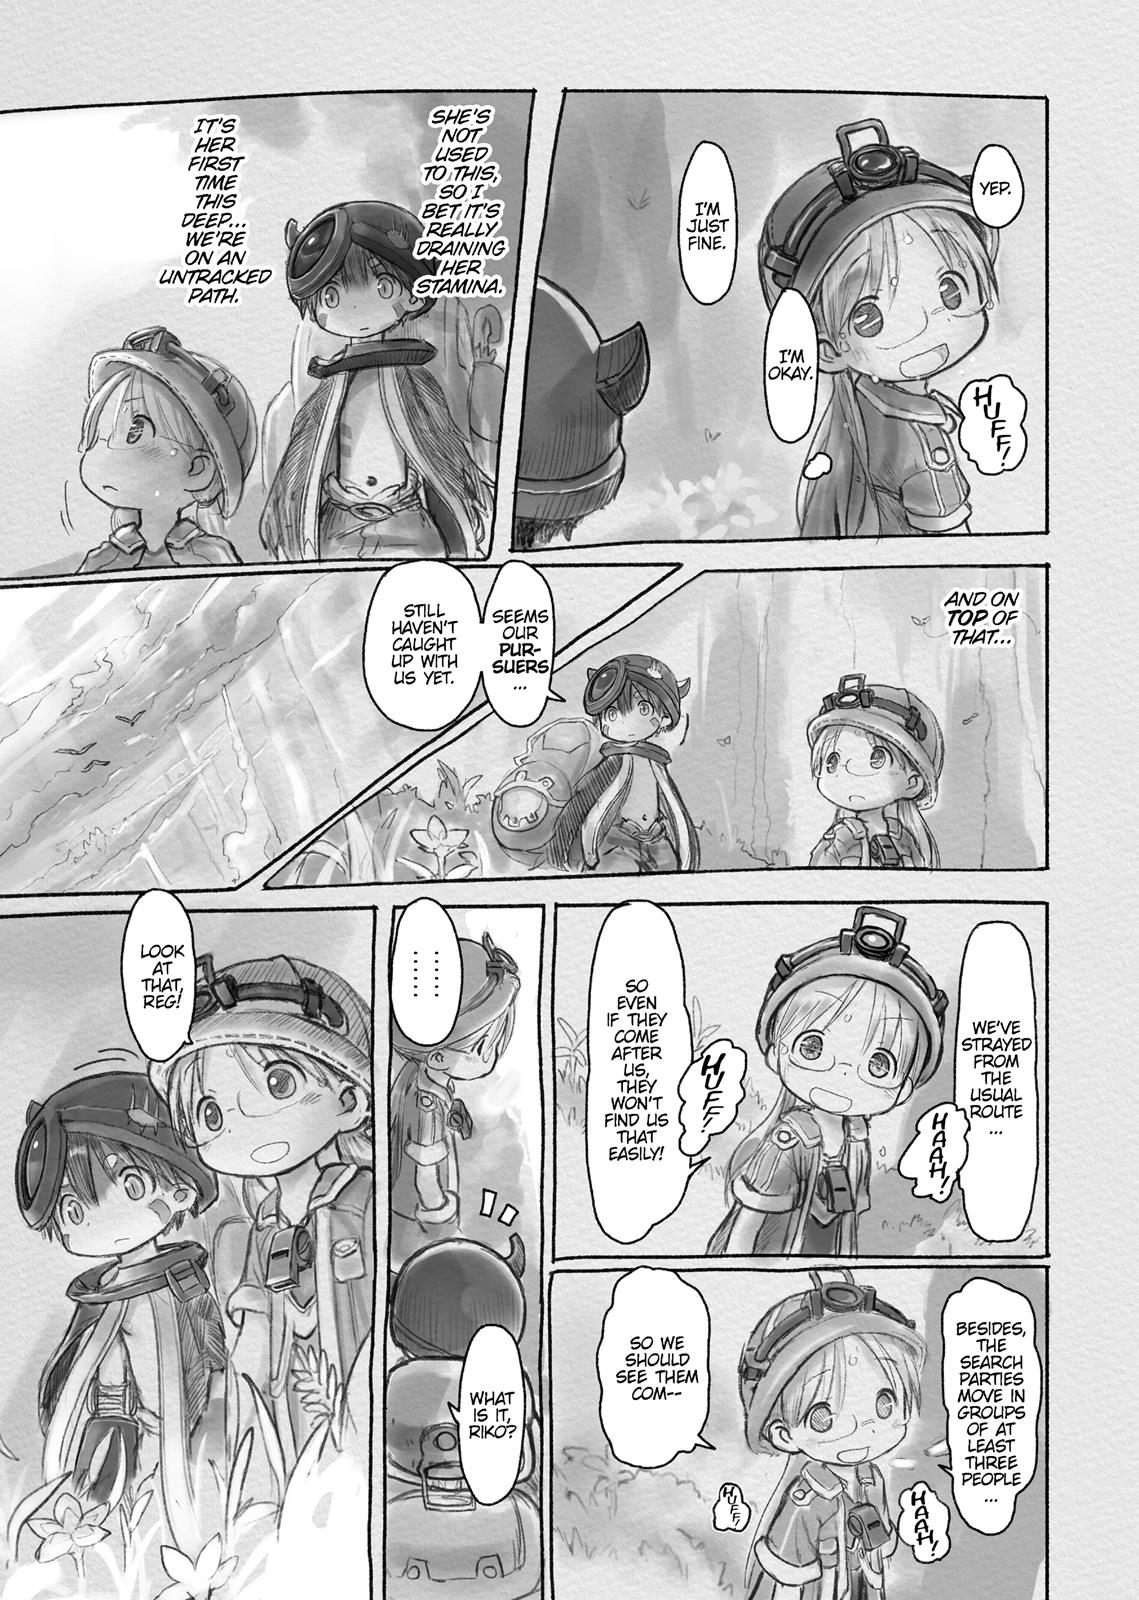 YEP.
I'M
JUST
FINE.
I'M
OKAY.
HUFF!
SHE'S
NOT
USED
TO THIS,
SO I
BET IT'S
REALLY
DRAINING
HER
STAMINA.
IT'S
HER
FIRST
TIME
THIS
DEEP...
WE'RE
ON AN
UNTRACKED
PATH.
AND ON
TOP OF
THAT...
SEEMS
OUR
PUR-
SUERS
...
STILL
HAVEN'T
CAUGHT
UP WITH
US YET.
WE'VE
STRAYED
FROM
THE
USUAL
ROUTE
...
HAAH!
HUFF!
SO
EVEN
IF THEY
COME
AFTER
US,
THEY
WON'T
FIND US
THAT
EASILY!
BESIDES,
THE
SEARCH
PARTIES
MOVE IN
GROUPS
OF AT
LEAST
THREE
PEOPLE
...
HAAH!
HUFF!
SO WE
SHOULD
SEE THEM
COM--
.........
WHAT
IS IT,
RIKO?
LOOK
AT
THAT,
REG!